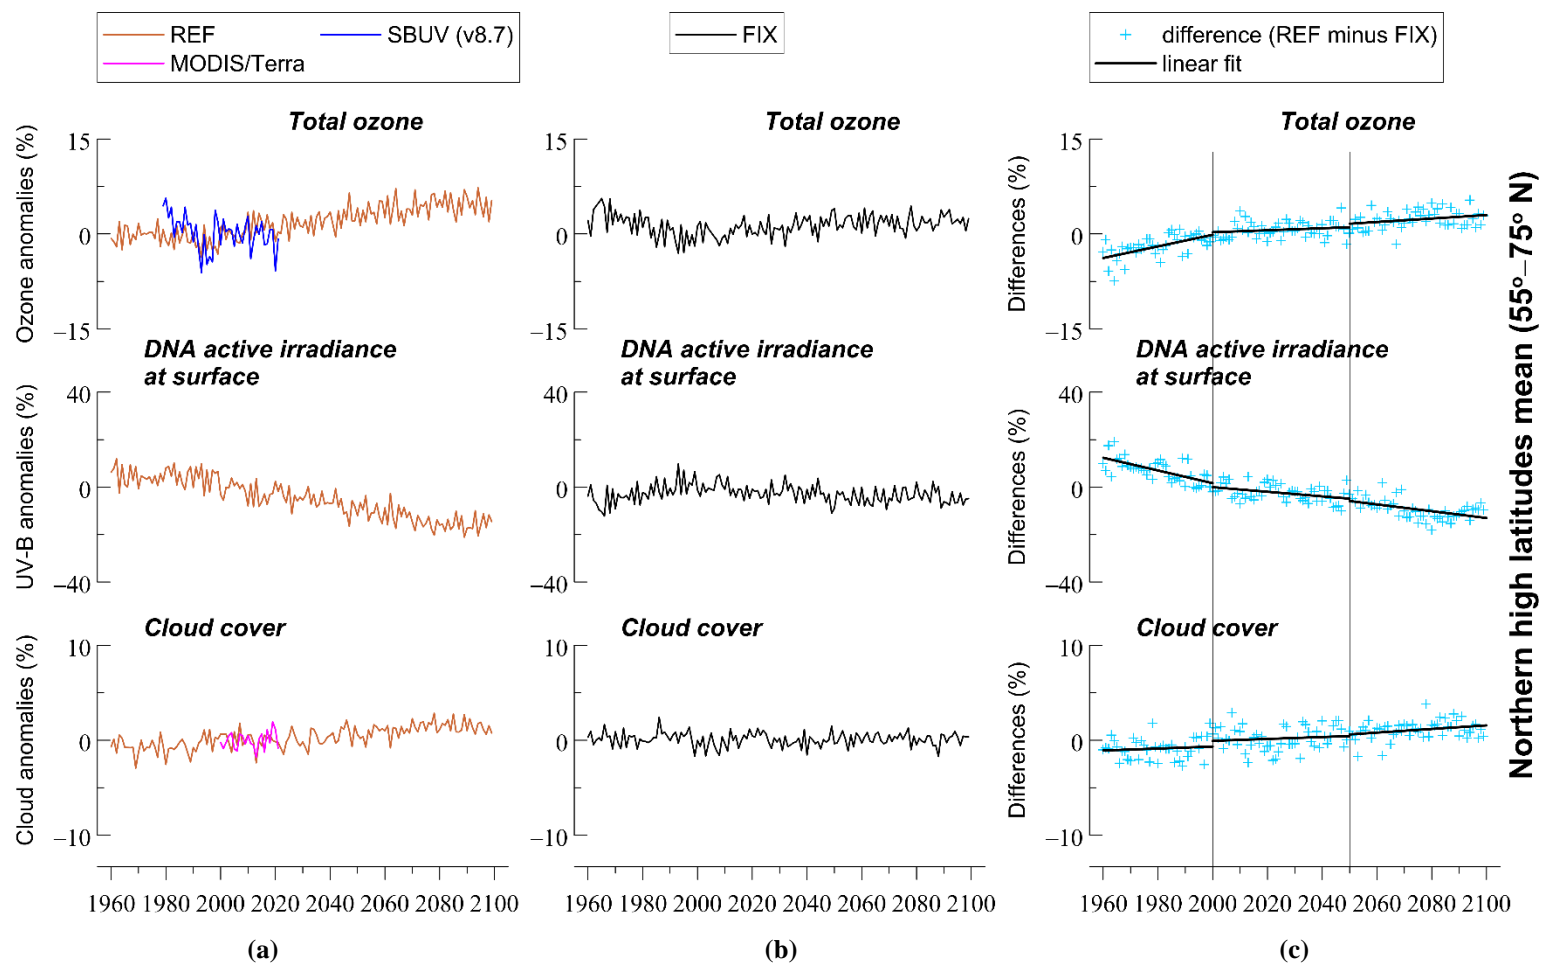 REF
SBUV (v8.7)
MODIS/Terra
FIX
difference (REF minus FIX)
linear fit
Total ozone
Total ozone
Total ozone
Ozone anomalies (%)
15
0
−15
15
0
−15
Differences (%)
15
0
−15
DNA active irradiance
at surface
DNA active irradiance
at surface
DNA active irradiance
at surface
UV-B anomalies (%)
40
0
−40
40
0
−40
Differences (%)
40
0
−40
Cloud cover
Cloud cover
Cloud cover
Cloud anomalies (%)
10
0
−10
10
0
−10
Differences (%)
10
0
−10
1960 1980 2000 2020 2040 2060 2080 2100
1960 1980 2000 2020 2040 2060 2080 2100
1960 1980 2000 2020 2040 2060 2080 2100
(a)
(b)
(c)
Northern high latitudes mean (55°−75° N)